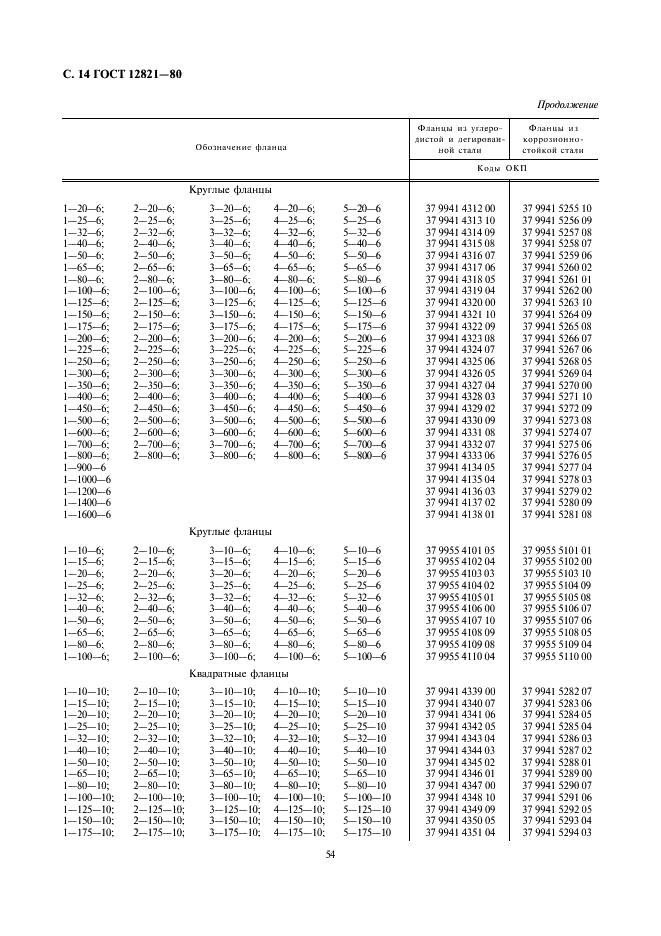 С. 14 ГОСТ 12821—80
Продолжение
Обозначение фланца
Фланцы из углеро-
дистой и легирован-
ной стали
Фланцы из
коррозионно-
стойкой стали
Коды ОКП
Круглые фланцы
1—20—6; 2—20—6; 3—20—6; 4—20—6; 5—20—6 37 9941 4312 00 37 9941 5255 10
1—25—6; 2—25—6; 3—25—6; 4—25—6; 5—25—6 37 9941 4313 10 37 9941 5256 09
1—32—6; 2—32—6; 3—32—6; 4—32—6; 5—32—6 37 9941 4314 09 37 9941 5257 08
1—40—6; 2—40—6; 3—40—6; 4—40—6; 5—40—6 37 9941 4315 08 37 9941 5258 07
1—50—6; 2—50—6; 3—50—6; 4—50—6; 5—50—6 37 9941 4316 07 37 9941 5259 06
1—65—6; 2—65—6; 3—65—6; 4—65—6; 5—65—6 37 9941 4317 06 37 9941 5260 02
1—80—6; 2—80—6; 3—80—6; 4—80—6; 5—80—6 37 9941 4318 05 37 9941 5261 01
1—100—6; 2—100—6; 3—100—6; 4—100—6; 5—100—6 37 9941 4319 04 37 9941 5262 00
1—125—6; 2—125—6; 3—125—6; 4—125—6; 5—125—6 37 9941 4320 00 37 9941 5263 10
1—150—6; 2—150—6; 3—150—6; 4—150—6; 5—150—6 37 9941 4321 10 37 9941 5264 09
1—175—6; 2—175—6; 3—175—6; 4—175—6; 5—175—6 37 9941 4322 09 37 9941 5265 08
1—200—6; 2—200—6; 3—200—6; 4—200—6; 5—200—6 37 9941 4323 08 37 9941 5266 07
1—225—6; 2—225—6; 3—225—6; 4—225—6; 5—225—6 37 9941 4324 07 37 9941 5267 06
1—250—6; 2—250—6; 3—250—6; 4—250—6; 5—250—6 37 9941 4325 06 37 9941 5268 05
1—300—6; 2—300—6; 3—300—6; 4—300—6; 5—300—6 37 9941 4326 05 37 9941 5269 04
1—350—6; 2—350—6; 3—350—6; 4—350—6; 5—350—6 37 9941 4327 04 37 9941 5270 00
1—400—6; 2—400—6; 3—400—6; 4—400—6; 5—400—6 37 9941 4328 03 37 9941 5271 10
1—450—6; 2—450—6; 3—450—6; 4—450—6; 5—450—6 37 9941 4329 02 37 9941 5272 09
1—500—6; 2—500—6; 3—500—6; 4—500—6; 5—500—6 37 9941 4330 09 37 9941 5273 08
1—600—6; 2—600—6; 3—600—6; 4—600—6; 5—600—6 37 9941 4331 08 37 9941 5274 07
1—700—6; 2—700—6; 3—700—6; 4—700—6; 5—700—6 37 9941 4332 07 37 9941 5275 06
1—800—6; 2—800—6; 3—800—6; 4—800—6; 5—800—6 37 9941 4333 06 37 9941 5276 05
1—900—6 37 9941 4134 05 37 9941 5277 04
1—1000—6 37 9941 4135 04 37 9941 5278 03
1—1200—6 37 9941 4136 03 37 9941 5279 02
1—1400—6 37 9941 4137 02 37 9941 5280 09
1—1600—6 37 9941 4138 01 37 9941 5281 08
Круглые фланцы
1—10—6; 2—10—6; 3—10—6; 4—10—6; 5—10—6 37 9955 4101 05 37 9955 5101 01
1—15—6; 2—15—6; 3—15—6; 4—15—6; 5—15—6 37 9955 4102 04 37 9955 5102 00
1—20—6; 2—20—6; 3—20—6; 4—20—6; 5—20—6 37 9955 4103 03 37 9955 5103 10
1—25—6; 2—25—6; 3—25—6; 4—25—6; 5—25—6 37 9955 4104 02 37 9955 5104 09
1—32—6; 2—32—6; 3—32—6; 4—32—6; 5—32—6 37 9955 4105 01 37 9955 5105 08
1—40—6; 2—40—6; 3—40—6; 4—40—6; 5—40—6 37 9955 4106 00 37 9955 5106 07
1—50—6; 2—50—6; 3—50—6; 4—50—6; 5—50—6 37 9955 4107 10 37 9955 5107 06
1—65—6; 2—65—6; 3—65—6; 4—65—6; 5—65—6 37 9955 4108 09 37 9955 5108 05
1—80—6; 2—80—6; 3—80—6; 4—80—6; 5—80—6 37 9955 4109 08 37 9955 5109 04
1—100—6; 2—100—6; 3—100—6; 4—100—6; 5—100—6 37 9955 4110 04 37 9955 5110 00
Квадратные фланцы
1—10—10; 2—10—10; 3—10—10; 4—10—10; 5—10—10 37 9941 4339 00 37 9941 5282 07
1—15—10; 2—15—10; 3—15—10; 4—15—10; 5—15—10 37 9941 4340 07 37 9941 5283 06
1—20—10; 2—20—10; 3—20—10; 4—20—10; 5—20—10 37 9941 4341 06 37 9941 5284 05
1—25—10; 2—25—10; 3—25—10; 4—25—10; 5—25—10 37 9941 4342 05 37 9941 5285 04
1—32—10; 2—32—10; 3—32—10; 4—32—10; 5—32—10 37 9941 4343 04 37 9941 5286 03
1—40—10; 2—40—10; 3—40—10; 4—40—10; 5—40—10 37 9941 4344 03 37 9941 5287 02
1—50—10; 2—50—10; 3—50—10; 4—50—10; 5—50—10 37 9941 4345 02 37 9941 5288 01
1—65—10; 2—65—10; 3—65—10; 4—65—10; 5—65—10 37 9941 4346 01 37 9941 5289 00
1—80—10; 2—80—10; 3—80—10; 4—80—10; 5—80—10 37 9941 4347 00 37 9941 5290 07
1—100—10; 2—100—10; 3—100—10; 4—100—10; 5—100—10 37 9941 4348 10 37 9941 5291 06
1—125—10; 2—125—10; 3—125—10; 4—125—10; 5—125—10 37 9941 4349 09 37 9941 5292 05
1—150—10; 2—150—10; 3—150—10; 4—150—10; 5—150—10 37 9941 4350 05 37 9941 5293 04
1—175—10; 2—175—10; 3—175—10; 4—175—10; 5—175—10 37 9941 4351 04 37 9941 5294 03
54